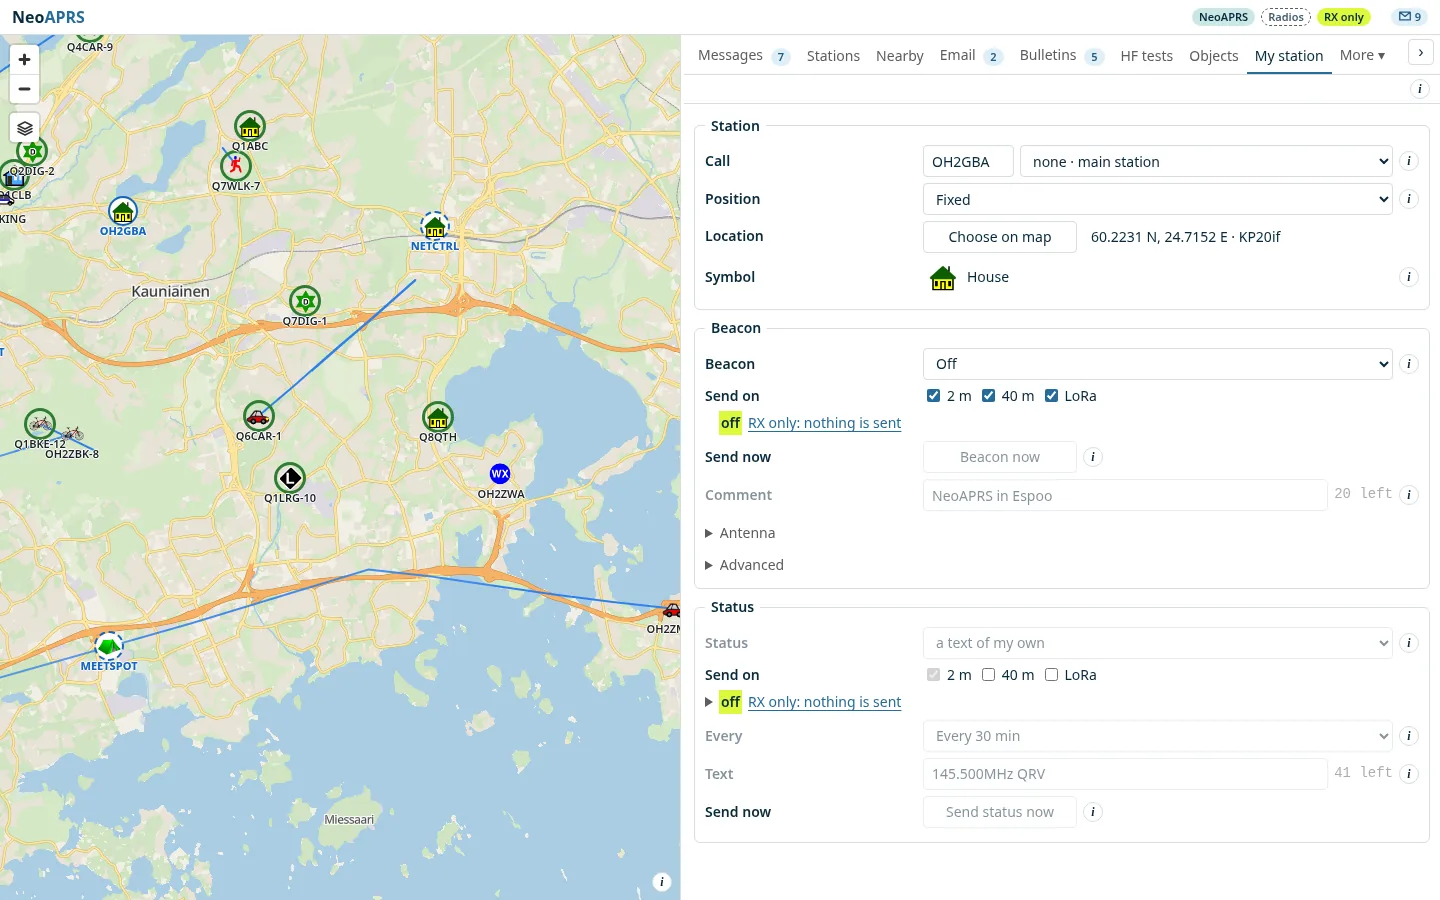 NeoAPRS
NeoAPRS
Radios
RX only
9
Q4CAR-9
+
−
Q1ABC
Q2DIG-2
Q7WLK-7
KING
OH2GBA
NETCTRL
Kauniainen
Q7DIG-1
Q6CAR-1
Q8QTH
Q1BKE-12
OH2ZBK-8
Q1LRG-10
WX
OH2ZWA
MEETSPOT
Miessaari
i
Messages 7
Stations
Nearby
Email 2
Bulletins 5
HF tests
Objects
My station
More ▾
›
i
Station
Call OH2GBA none · main station i
Position Fixed i
Location Choose on map 60.2231 N, 24.7152 E · KP20if
Symbol House i
Beacon
Beacon Off i
Send on 2 m 40 m LoRa
off RX only: nothing is sent
Send now Beacon now i
Comment NeoAPRS in Espoo 20 left i
▶ Antenna
▶ Advanced
Status
Status a text of my own i
Send on 2 m 40 m LoRa
▶ off RX only: nothing is sent
Every Every 30 min i
Text 145.500MHz QRV 41 left i
Send now Send status now i